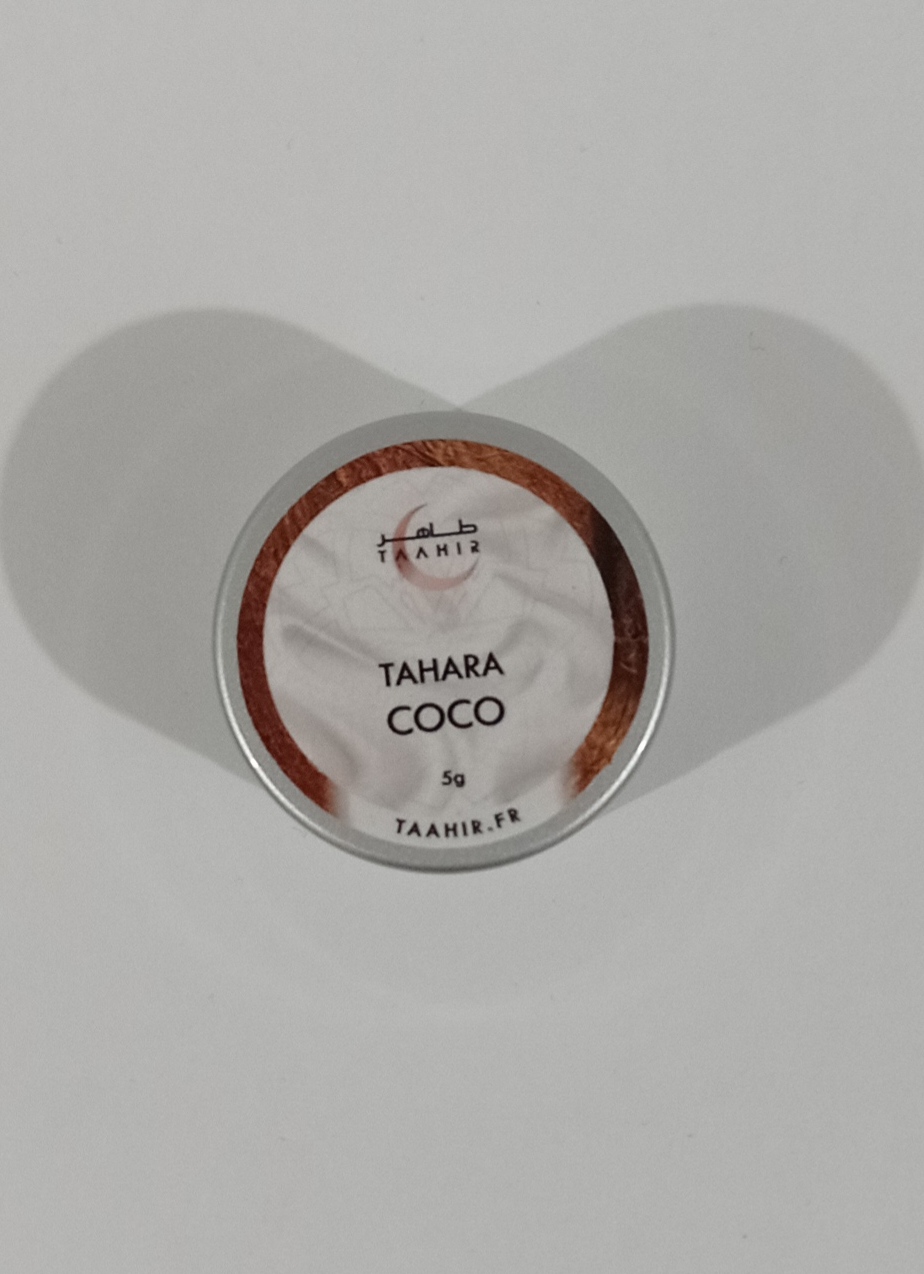 طاهر
TAAHIR
TAHARA
COCO
5g
TAAHIR.FR